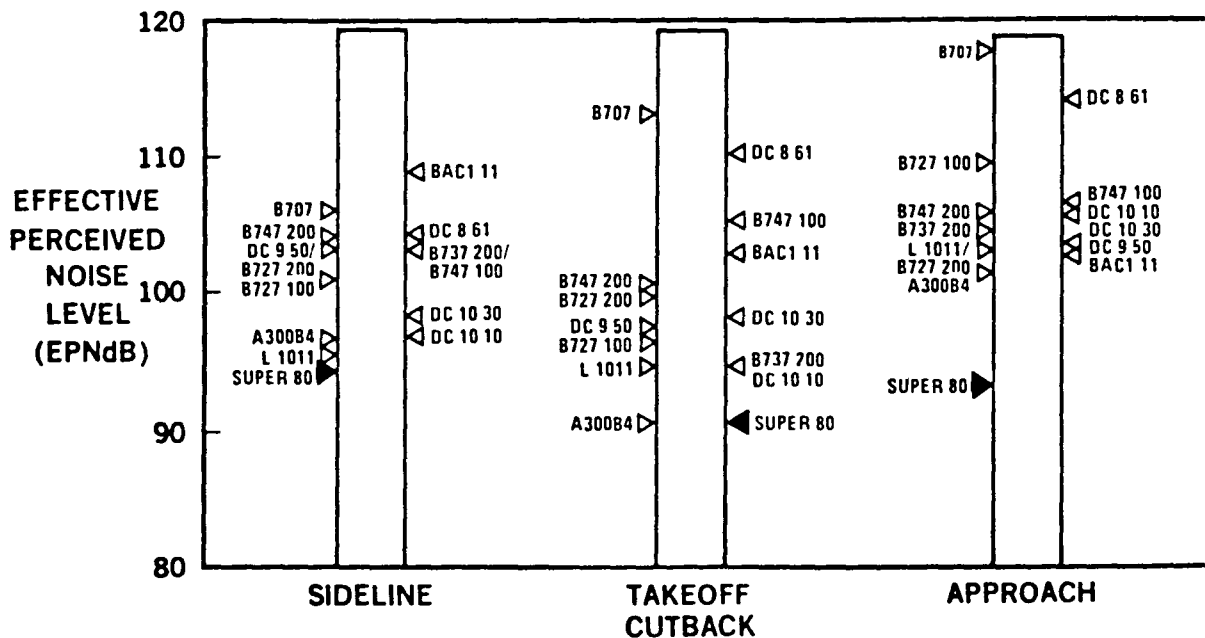 120
110
100
90
80
EFFECTIVE
PERCEIVED
NOISE
LEVEL
(EPNdB)
B707
B747 200
DC 9 50/
B727 200
B727 100
A300B4
L 1011
SUPER 80
BAC1 11
DC 8 61
B737 200/
B747 100
DC 10 30
DC 10 10
SIDELINE
B707
B747 200
B727 200
DC 9 50
B727 100
L 1011
A300B4
DC 8 61
B747 100
BAC1 11
DC 10 30
B737 200
DC 10 10
SUPER 80
TAKEOFF
CUTBACK
B707
B727 100
B747 200
B737 200
L 1011/
B727 200
A300B4
SUPER 80
DC 8 61
B747 100
DC 10 10
DC 10 30
DC 9 50
BAC1 11
APPROACH